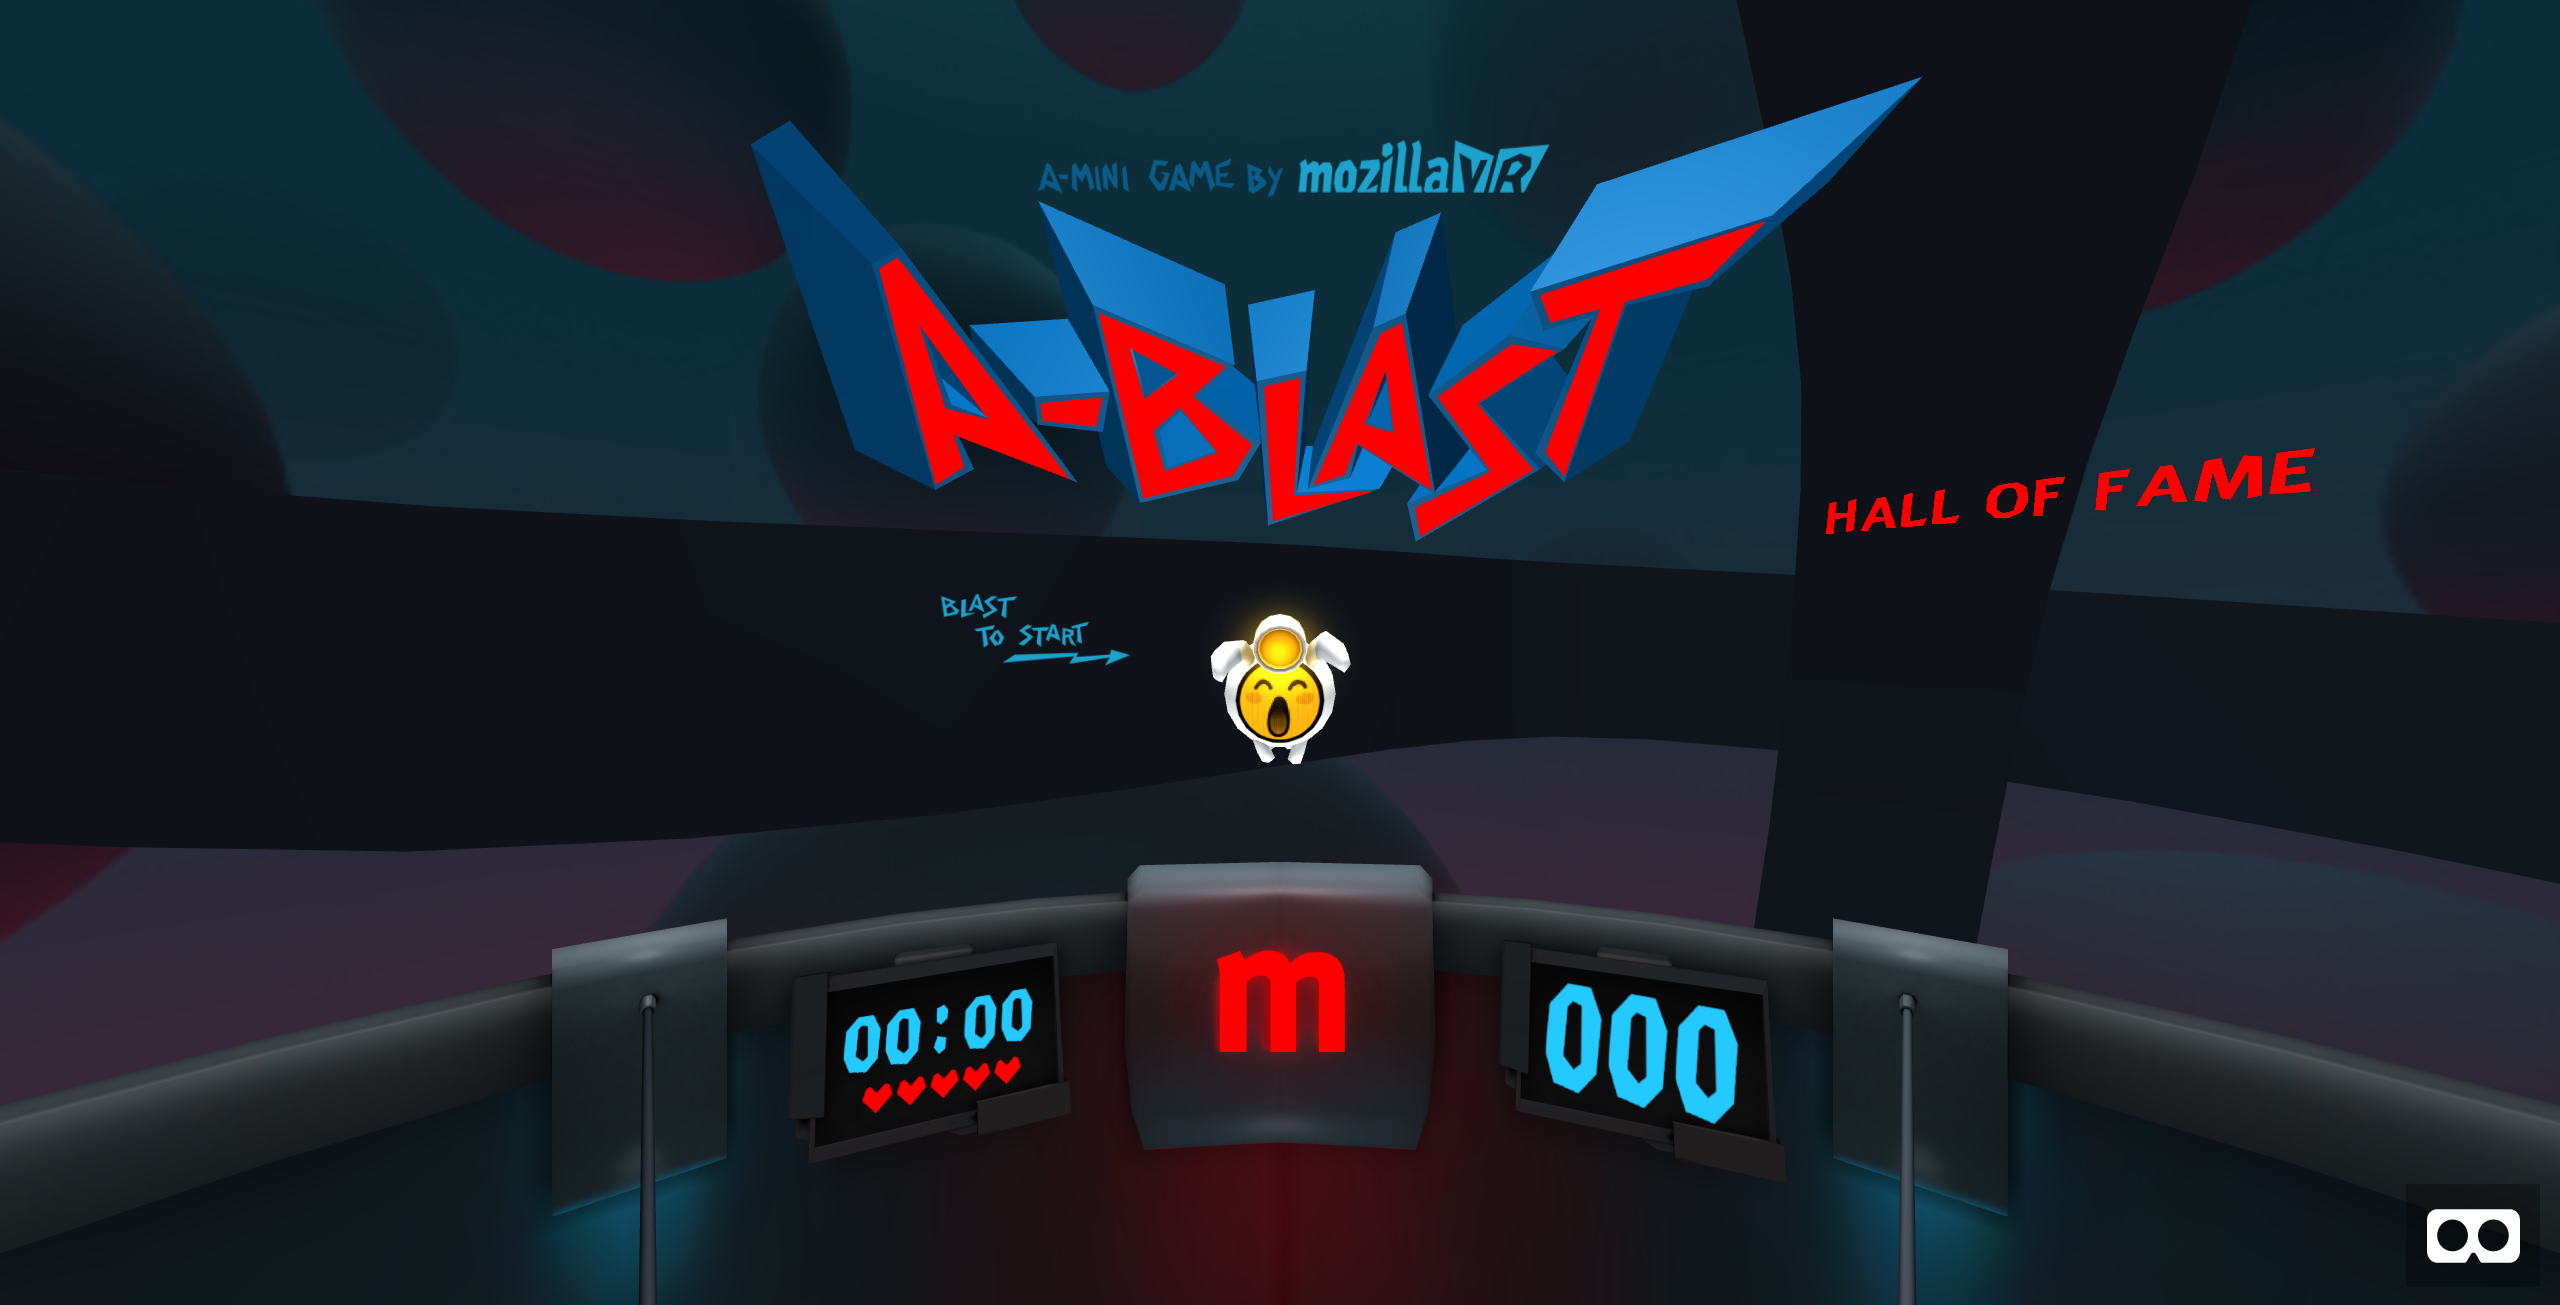 A-MINI GAME BY mozillaVR
A-BLAST
HALL OF FAME
BLAST
TO START
m
00:00
000